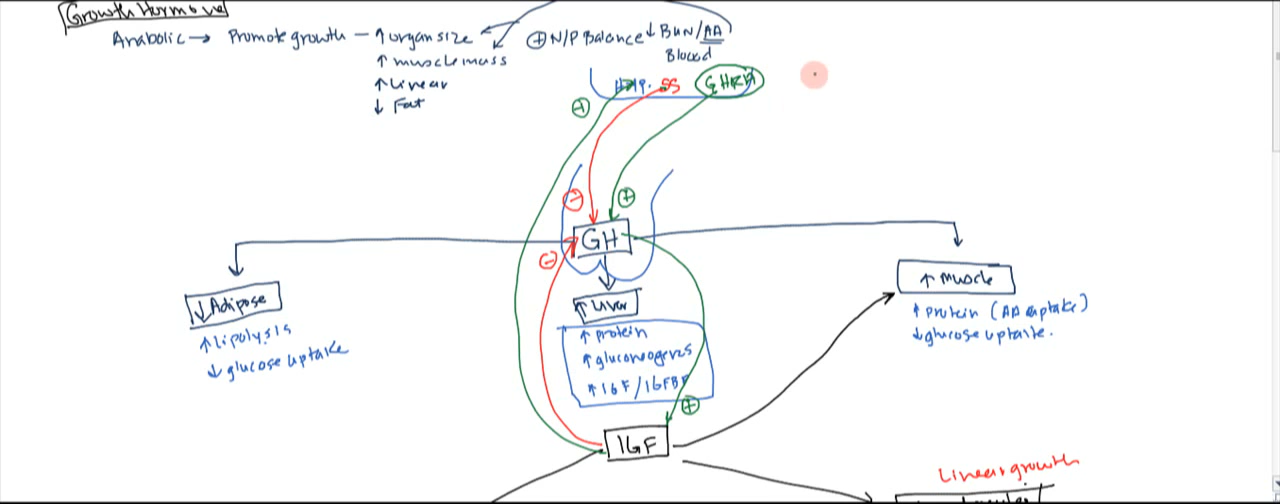 Growth Hormone
Anabolic → Promote growth - ↑ organ size
↑ muscle mass
↑ Linear
↓ Fat
⊕ N/P Balance ↓ BUN/AA
Blood
Hyp. SS GHRH
⊕
⊖ ⊕
GH
⊖
↓ Adipose
↑ lipolysis
↓ glucose uptake
↑ Liver
↑ protein
↑ gluconeogenes
↑ IGF/IGFBP
↑ muscle
↑ protein (AA uptake)
↓ glucose uptake.
⊕
IGF
Linear growth